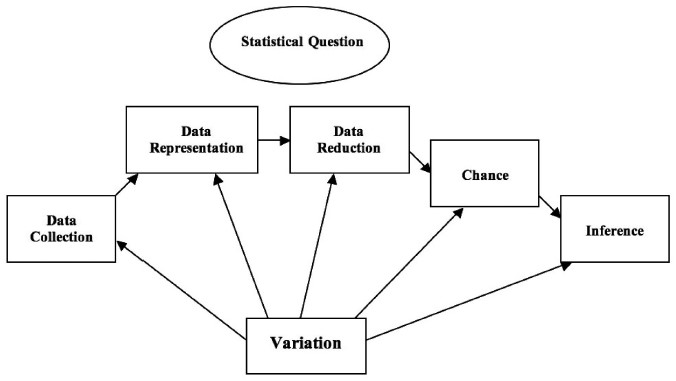 Statistical Question
Data
Representation
Data
Reduction
Chance
Data
Collection
Inference
Variation